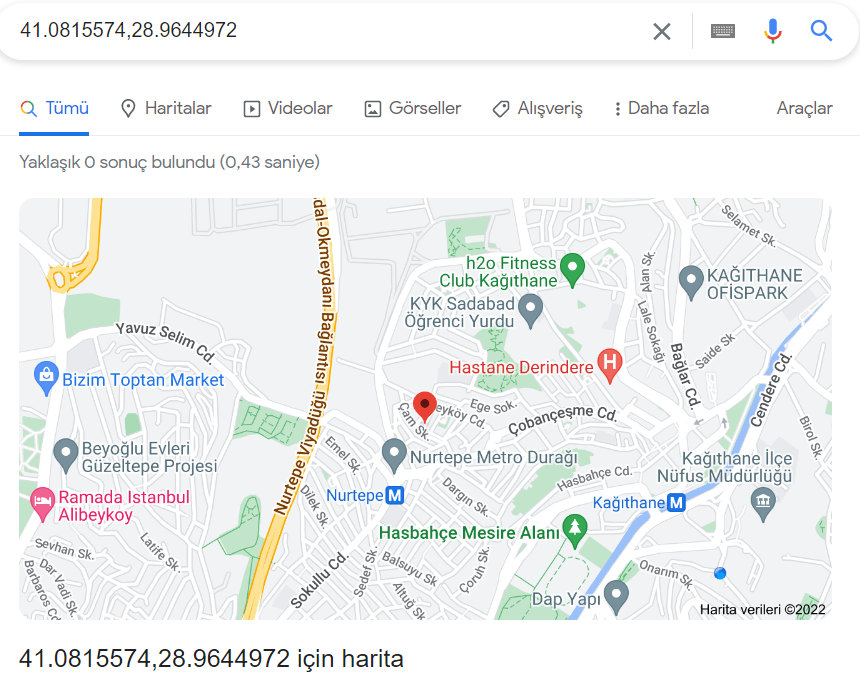 41.0815574,28.9644972
Tümü
Haritalar
Videolar
Görseller
Alışveriş
Daha fazla
Araçlar
Yaklaşık 0 sonuç bulundu (0,43 saniye)
dal-Okmeydanı Bağlantısı
Selamet Sk.
h2o Fitness
Club Kağıthane
Alan Sk.
KAĞITHANE
OFİSPARK
KYK Sadabad
Öğrenci Yurdu
Lale Sokağı
Yavuz Selim Cd.
Saide Sk
Bağlar Cd.
Hastane Derindere
H
Cendere Cd.
Bizim Toptan Market
Ege Sok.
eyköy Cd.
Çam Sk.
Çobançeşme Cd.
Birol Sk.
Nurtepe Viyadüğü
Emel Sk.
Beyoğlu Evleri
Güzeltepe Projesi
Nurtepe Metro Durağı
Kağıthane İlçe
Nüfus Müdürlüğü
Hasbahçe Cd.
Dilek Sk.
Nurtepe M
Dargın Sk.
Kağıthane M
Ramada Istanbul
Alibeykoy
Hasbahçe Mesire Alanı
Latife Sk.
Sevhan Sk.
Dar Vadi Sk.
Barbaros Cd.
Sokullu Cd.
Sedef Sk.
Balsuyu Sk
Altuğ Sk
Çoruh Sk.
Onarım Sk.
Dap Yapı
Harita verileri ©2022
41.0815574,28.9644972 için harita